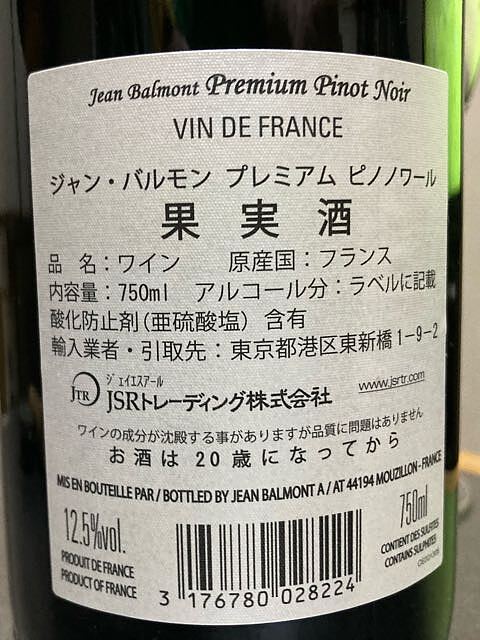 Jean Balmont Premium Pinot Noir
VIN DE FRANCE
ジャン・バルモン プレミアム ピノノワール
果実酒
品 名：ワイン 原産国：フランス
内容量：750ml アルコール分：ラベルに記載
酸化防止剤(亜硫酸塩) 含有
輸入業者・引取先：東京都港区東新橋1-9-2
ジェイエスアール
JTR JSRトレーディング株式会社 www.jsrtr.com
ワインの成分が沈殿する事がありますが品質に問題はありません
お酒は20歳になってから
MIS EN BOUTEILLE PAR / BOTTLED BY JEAN BALMONT A / AT 44194 MOUZILLON - FRANCE
12.5%vol. 750ml
PRODUIT DE FRANCE CONTIENT DES SULFITES
PRODUCT OF FRANCE CONTAINS SULPHITES
3 176780 028224